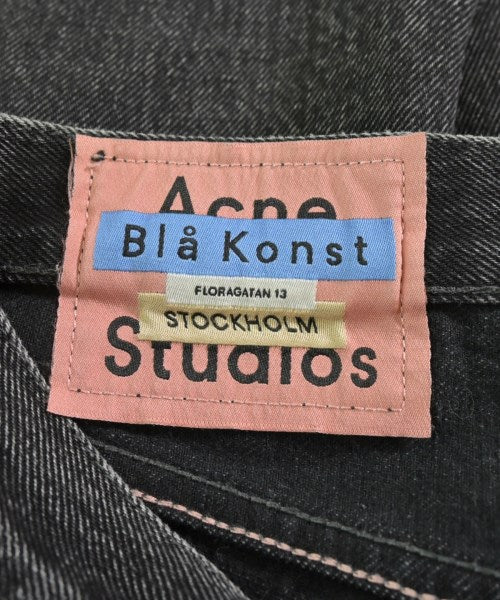 Acne
Blå Konst
FLORAGATAN 13
STOCKHOLM
Studios